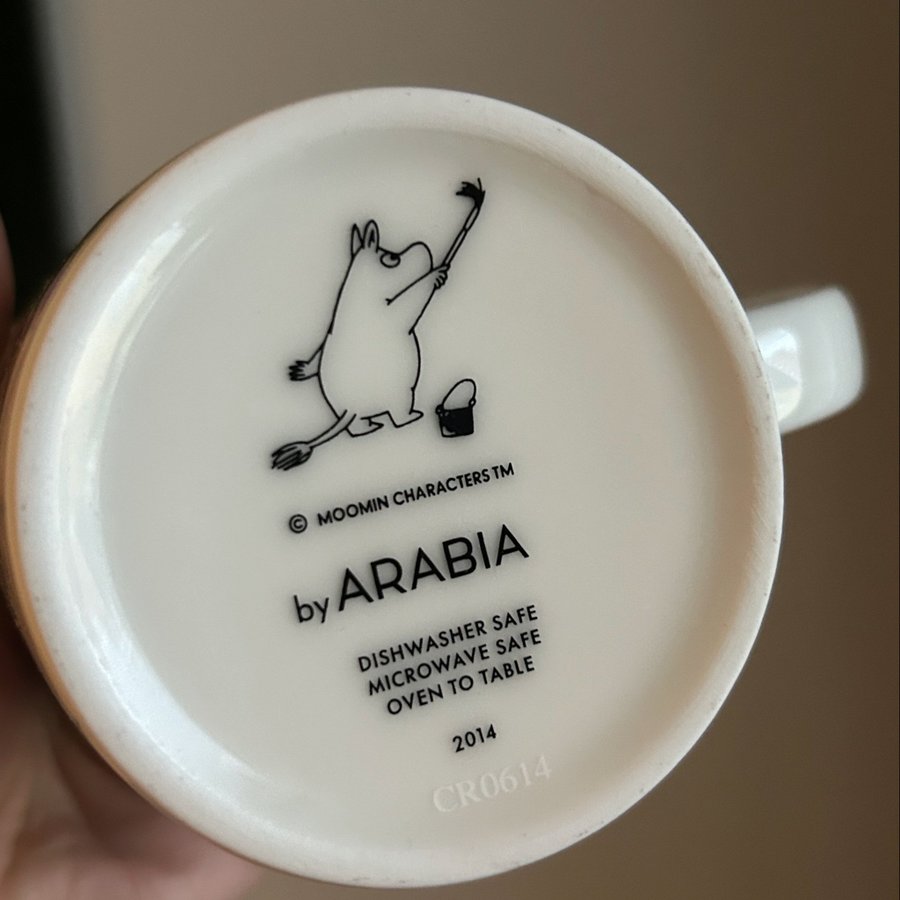 © MOOMIN CHARACTERS TM
by ARABIA
DISHWASHER SAFE
MICROWAVE SAFE
OVEN TO TABLE
2014
CR0614